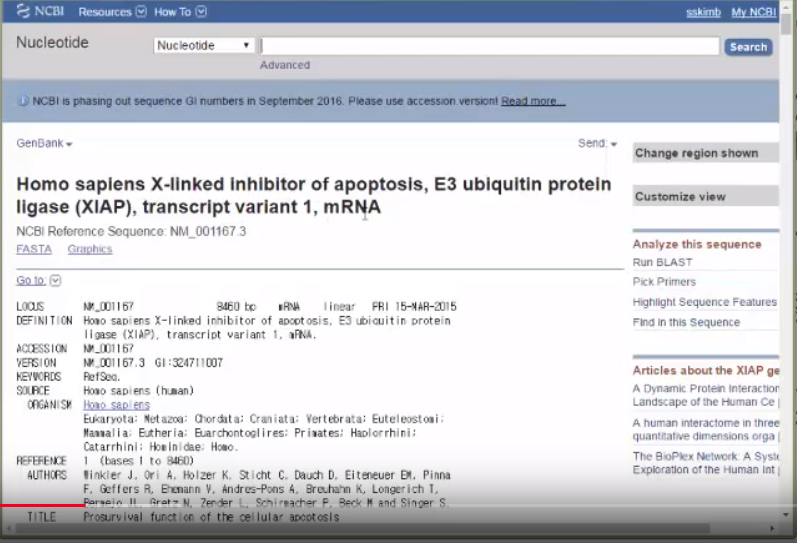 NCBI Resources How To sskimb My NCBI
Nucleotide Nucleotide Search
Advanced
NCBI is phasing out sequence GI numbers in September 2016. Please use accession.version! Read more...
GenBank Send:
Change region shown
Homo sapiens X-linked inhibitor of apoptosis, E3 ubiquitin protein
ligase (XIAP), transcript variant 1, mRNA
NCBI Reference Sequence: NM_001167.3
FASTA Graphics
Go to:
LOCUS NM_001167 8460 bp mRNA linear PRI 15-MAR-2015
DEFINITION Homo sapiens X-linked inhibitor of apoptosis, E3 ubiquitin protein
ligase (XIAP), transcript variant 1, mRNA.
ACCESSION NM_001167
VERSION NM_001167.3 GI:324711007
KEYWORDS RefSeq.
SOURCE Homo sapiens (human)
ORGANISM Homo sapiens
Eukaryota; Metazoa; Chordata; Craniata; Vertebrata; Euteleostomi;
Mammalia; Eutheria; Euarchontoglires; Primates; Haplorrhini;
Catarrhini; Hominidae; Homo.
REFERENCE 1 (bases 1 to 8460)
AUTHORS Winkler J, Ori A, Holzer K, Sticht C, Dauch D, Eiteneuer EM, Pinna
F, Geffers R, Ehemann V, Andres-Pons A, Breuhahn K, Longerich T,
Bermejo JL, Gretz N, Zender L, Schirmacher P, Beck M and Singer S.
TITLE Prosurvival function of the cellular apoptosis
Customize view
Analyze this sequence
Run BLAST
Pick Primers
Highlight Sequence Features
Find in this Sequence
Articles about the XIAP ge
A Dynamic Protein Interaction
Landscape of the Human Ce
A human interactome in three
quantitative dimensions orga
The BioPlex Network: A Syste
Exploration of the Human Int